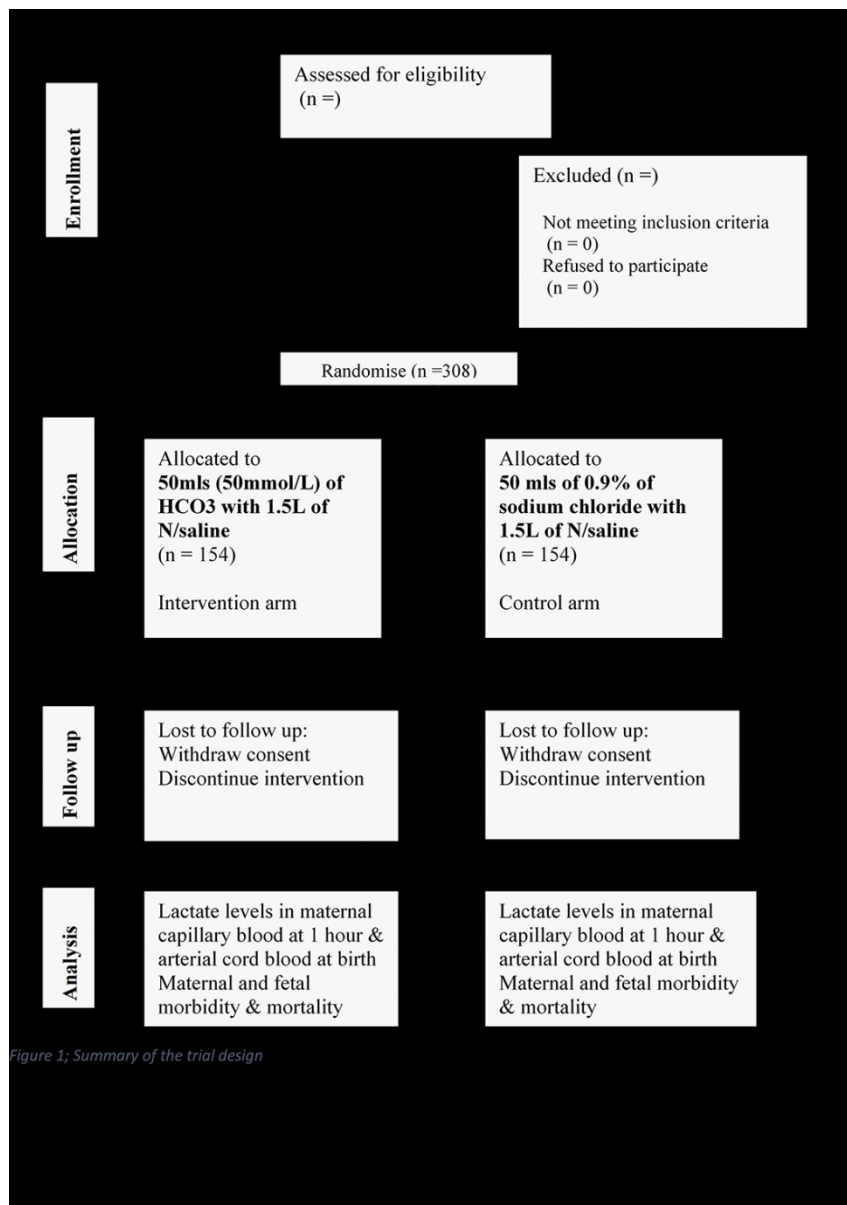 Assessed for eligibility
(n =)
Enrollment
Excluded (n =)
Not meeting inclusion criteria
(n = 0)
Refused to participate
(n = 0)
Randomise (n =308)
Allocation
Allocated to
50mls (50mmol/L) of
HCO3 with 1.5L of
N/saline
(n = 154)
Intervention arm
Allocated to
50 mls of 0.9% of
sodium chloride with
1.5L of N/saline
(n = 154)
Control arm
Follow up
Lost to follow up:
Withdraw consent
Discontinue intervention
Lost to follow up:
Withdraw consent
Discontinue intervention
Analysis
Lactate levels in maternal
capillary blood at 1 hour &
arterial cord blood at birth
Maternal and fetal
morbidity & mortality
Lactate levels in maternal
capillary blood at 1 hour &
arterial cord blood at birth
Maternal and fetal morbidity
& mortality
Figure 1; Summary of the trial design